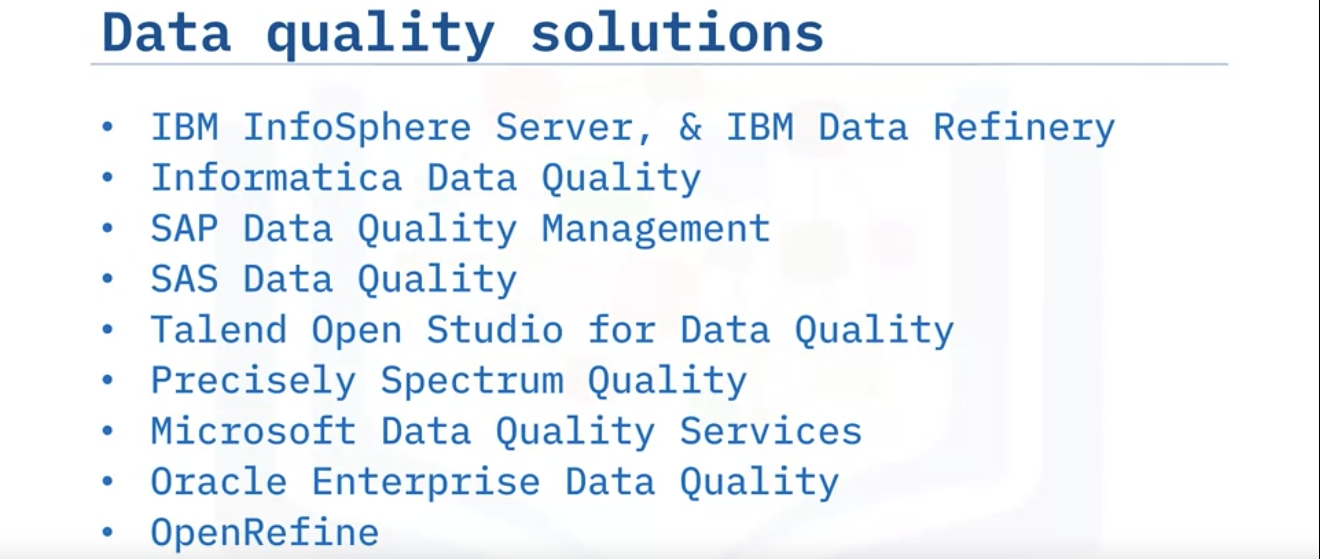 Data quality solutions
• IBM InfoSphere Server, & IBM Data Refinery
• Informatica Data Quality
• SAP Data Quality Management
• SAS Data Quality
• Talend Open Studio for Data Quality
• Precisely Spectrum Quality
• Microsoft Data Quality Services
• Oracle Enterprise Data Quality
• OpenRefine